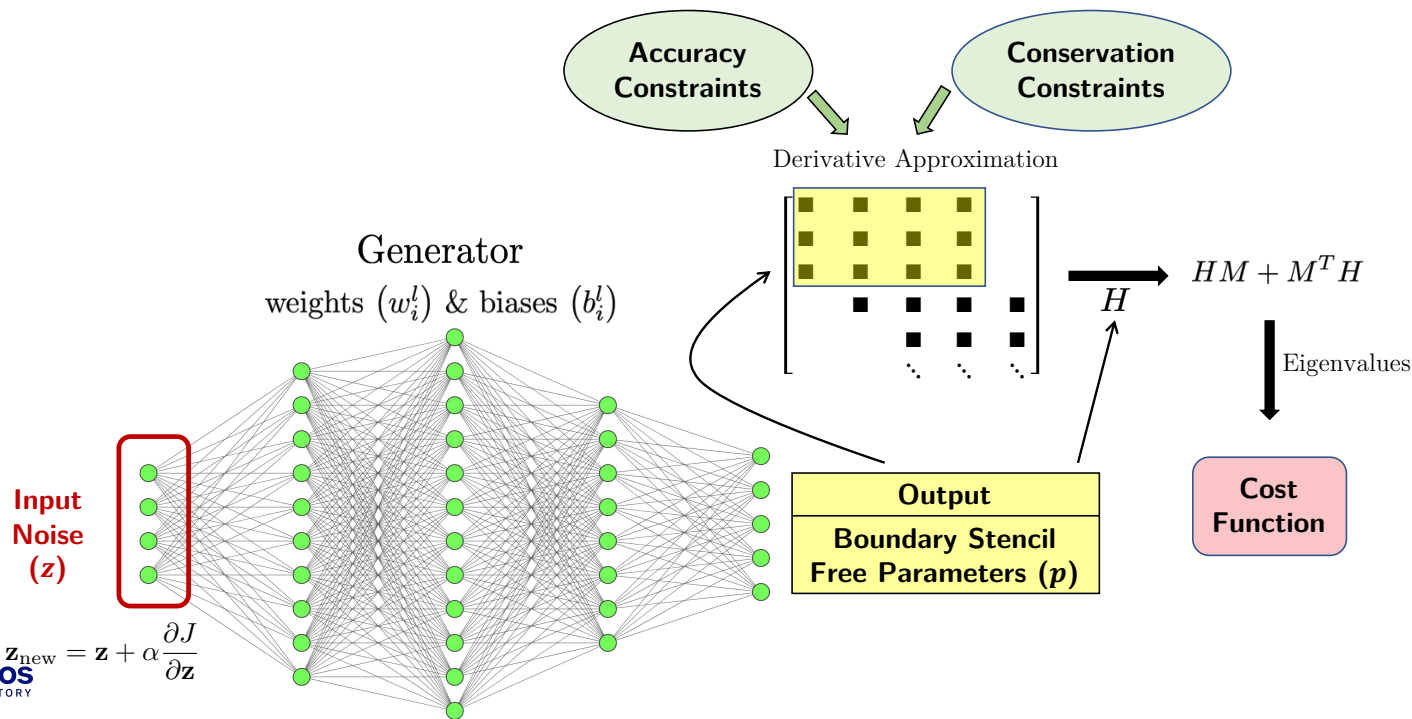 Accuracy
Constraints
Conservation
Constraints
Derivative Approximation
Generator
weights (w_i^l) & biases (b_i^l)
H
HM + M^T H
Eigenvalues
Input
Noise
(z)
Output
Boundary Stencil
Free Parameters (p)
Cost
Function
z_new = z + α ∂J/∂z
OS
TORY